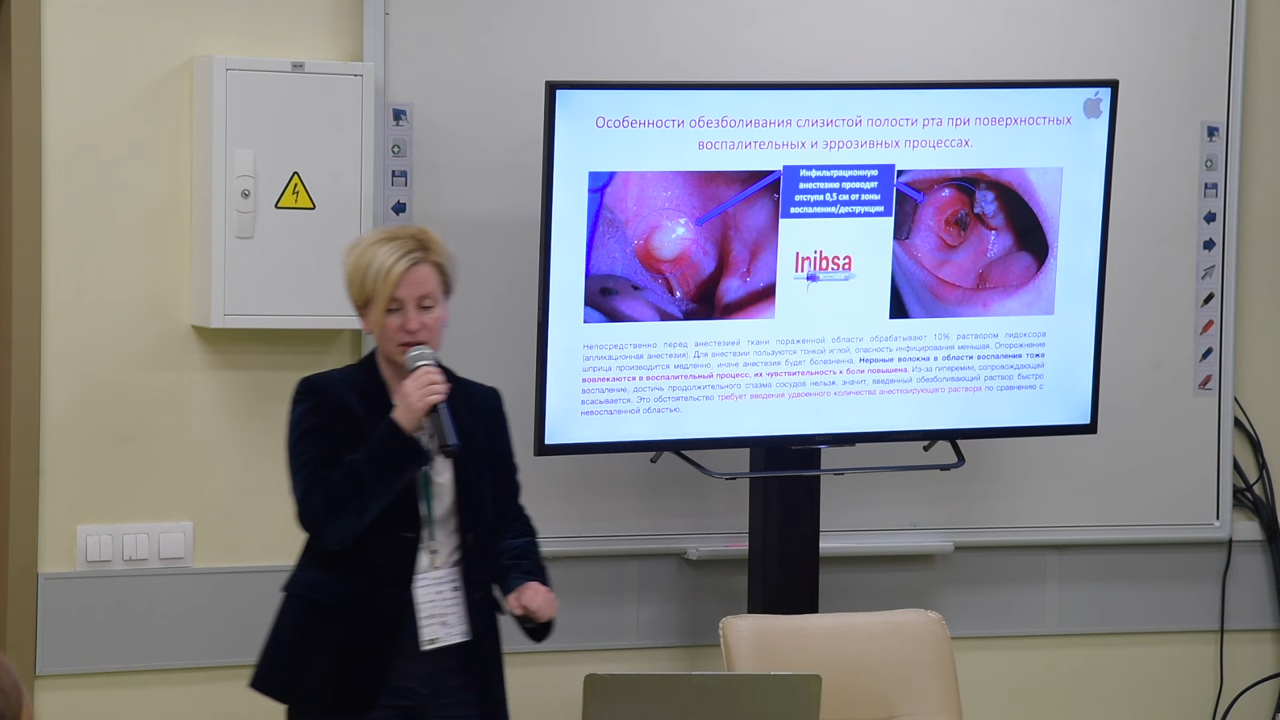 Особенности обезболивания слизистой полости рта при поверхностных
воспалительных и эррозивных процессах.
Инфильтрационную
анестезию проводят
отступя 0,5 см от зоны
воспаления/деструкции
Inibsa
Непосредственно перед анестезией ткани пораженной области обрабатывают 10% раствором лидоксора
(аппликационная анестезия). Для анестезии пользуются тонкой иглой, опасность инфицирования меньшая. Опорожнение
шприца производится медленно, иначе анестезия будет болезненна. Нервные волокна в области воспаления тоже
вовлекаются в воспалительный процесс, их чувствительность к боли повышена. Из-за гиперемии, сопровождающей
воспаление, достичь продолжительного спазма сосудов нельзя, значит, введенный обезболивающий раствор быстро
всасывается. Это обстоятельство требует введения удвоенного количества анестезирующего раствора по сравнению с
невоспаленной областью.